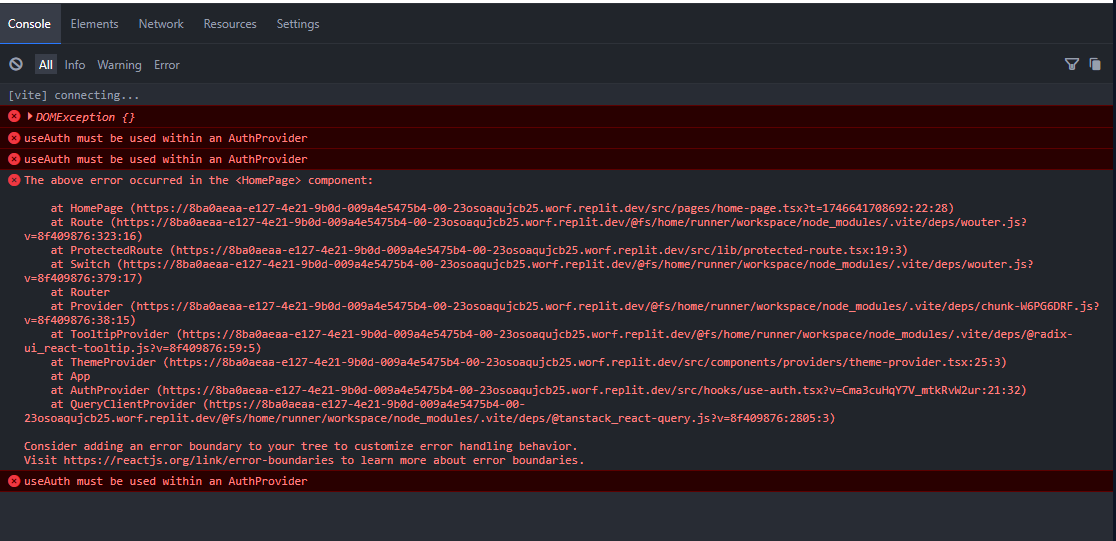 Console Elements Network Resources Settings
All Info Warning Error
[vite] connecting...
DOMException {}
useAuth must be used within an AuthProvider
useAuth must be used within an AuthProvider
The above error occurred in the <HomePage> component:
at HomePage (https://8ba0aeaa-e127-4e21-9b0d-009a4e5475b4-00-23osoaqujcb25.worf.replit.dev/src/pages/home-page.tsx?t=1746641708692:22:28)
at Route (https://8ba0aeaa-e127-4e21-9b0d-009a4e5475b4-00-23osoaqujcb25.worf.replit.dev/@fs/home/runner/workspace/node_modules/.vite/deps/wouter.js?
v=8f409876:323:16)
at ProtectedRoute (https://8ba0aeaa-e127-4e21-9b0d-009a4e5475b4-00-23osoaqujcb25.worf.replit.dev/src/lib/protected-route.tsx:19:3)
at Switch (https://8ba0aeaa-e127-4e21-9b0d-009a4e5475b4-00-23osoaqujcb25.worf.replit.dev/@fs/home/runner/workspace/node_modules/.vite/deps/wouter.js?
v=8f409876:379:17)
at Router
at Provider (https://8ba0aeaa-e127-4e21-9b0d-009a4e5475b4-00-23osoaqujcb25.worf.replit.dev/@fs/home/runner/workspace/node_modules/.vite/deps/chunk-W6PG6DRF.js?
v=8f409876:38:15)
at TooltipProvider (https://8ba0aeaa-e127-4e21-9b0d-009a4e5475b4-00-23osoaqujcb25.worf.replit.dev/@fs/home/runner/workspace/node_modules/.vite/deps/@radix-
ui_react-tooltip.js?v=8f409876:59:5)
at ThemeProvider (https://8ba0aeaa-e127-4e21-9b0d-009a4e5475b4-00-23osoaqujcb25.worf.replit.dev/src/components/providers/theme-provider.tsx:25:3)
at App
at AuthProvider (https://8ba0aeaa-e127-4e21-9b0d-009a4e5475b4-00-23osoaqujcb25.worf.replit.dev/src/hooks/use-auth.tsx?v=Cma3cuHqY7V_mtkRvW2ur:21:32)
at QueryClientProvider (https://8ba0aeaa-e127-4e21-9b0d-009a4e5475b4-00-
23osoaqujcb25.worf.replit.dev/@fs/home/runner/workspace/node_modules/.vite/deps/@tanstack_react-query.js?v=8f409876:2805:3)
Consider adding an error boundary to your tree to customize error handling behavior.
Visit https://reactjs.org/link/error-boundaries to learn more about error boundaries.
useAuth must be used within an AuthProvider